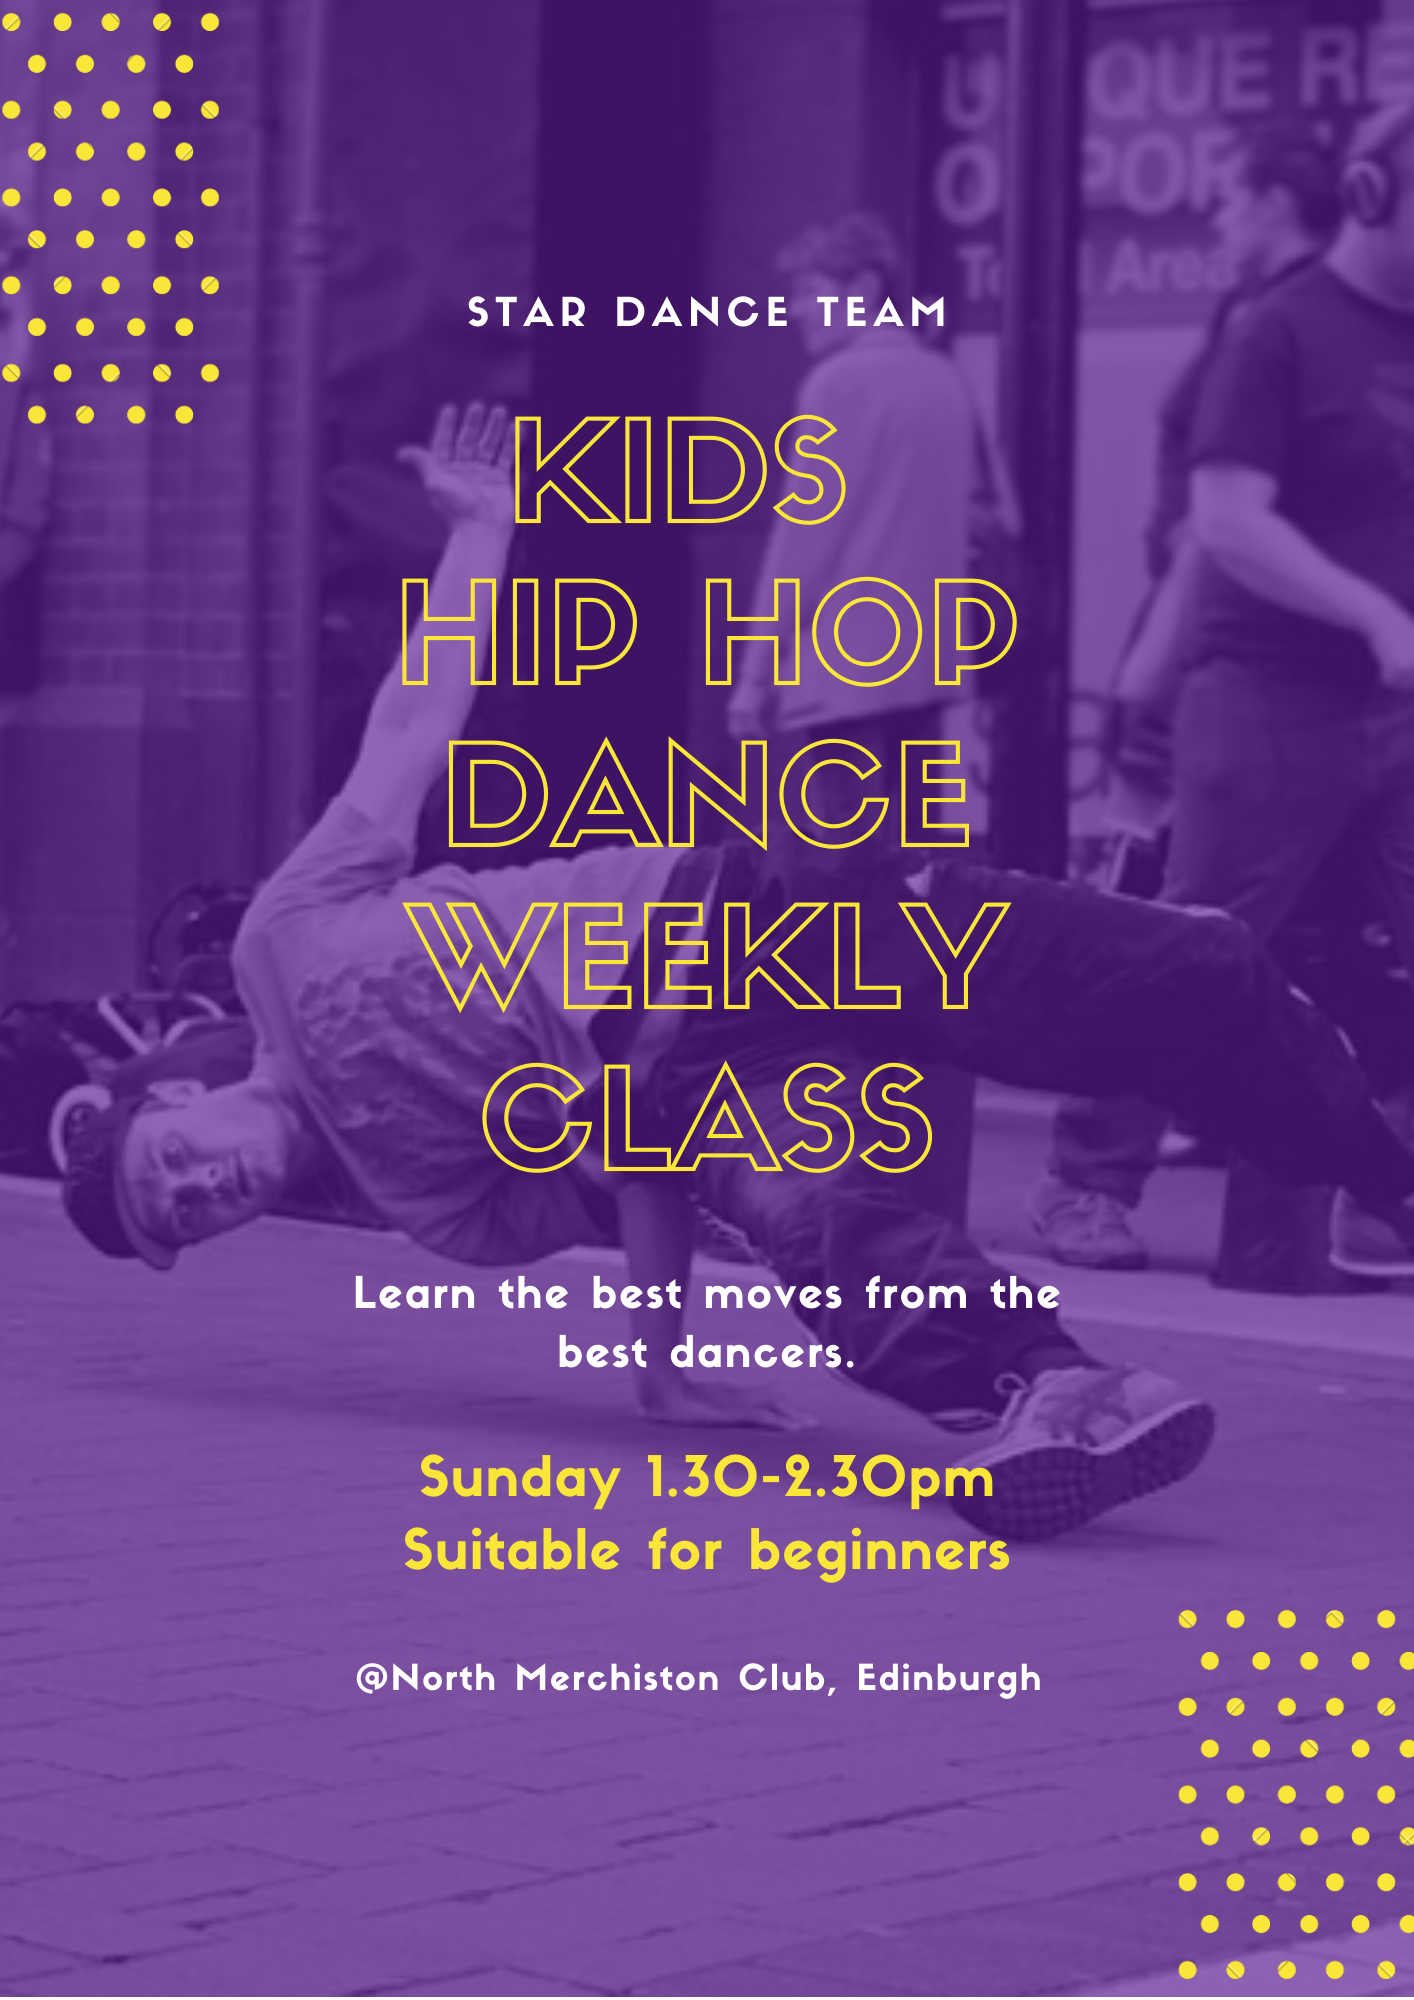 STAR DANCE TEAM
KIDS
HIP HOP
DANCE
WEEKLY
CLASS
Learn the best moves from the
best dancers.
Sunday 1.30-2.30pm
Suitable for beginners
@North Merchiston Club, Edinburgh